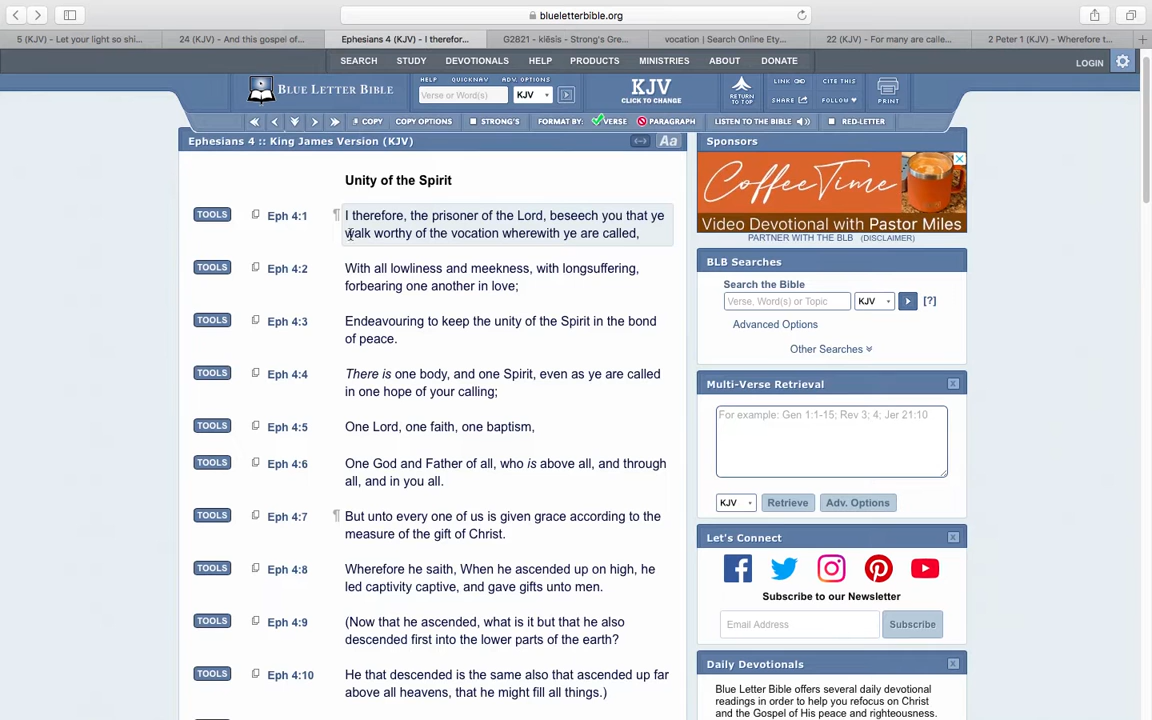 blueletterbible.org
5 (KJV) - Let your light so shi...
24 (KJV) - And this gospel of...
Ephesians 4 (KJV) - I therefor...
G2821 - klēsis - Strong's Gre...
vocation | Search Online Ety...
22 (KJV) - For many are calle...
2 Peter 1 (KJV) - Wherefore t...
SEARCH STUDY DEVOTIONALS HELP PRODUCTS MINISTRIES ABOUT DONATE LOGIN
BLUE LETTER BIBLE
HELP QUICKNAV ADV. OPTIONS
Verse or Word(s) KJV
KJV
CLICK TO CHANGE
RETURN
TO TOP
LINK CITE THIS
SHARE FOLLOW
PRINT
COPY COPY OPTIONS STRONG'S FORMAT BY: VERSE PARAGRAPH LISTEN TO THE BIBLE RED-LETTER
Ephesians 4 :: King James Version (KJV) Aa
Unity of the Spirit
TOOLS Eph 4:1 ¶ I therefore, the prisoner of the Lord, beseech you that ye
walk worthy of the vocation wherewith ye are called,
TOOLS Eph 4:2 With all lowliness and meekness, with longsuffering,
forbearing one another in love;
TOOLS Eph 4:3 Endeavouring to keep the unity of the Spirit in the bond
of peace.
TOOLS Eph 4:4 There is one body, and one Spirit, even as ye are called
in one hope of your calling;
TOOLS Eph 4:5 One Lord, one faith, one baptism,
TOOLS Eph 4:6 One God and Father of all, who is above all, and through
all, and in you all.
TOOLS Eph 4:7 ¶ But unto every one of us is given grace according to the
measure of the gift of Christ.
TOOLS Eph 4:8 Wherefore he saith, When he ascended up on high, he
led captivity captive, and gave gifts unto men.
TOOLS Eph 4:9 (Now that he ascended, what is it but that he also
descended first into the lower parts of the earth?
TOOLS Eph 4:10 He that descended is the same also that ascended up far
above all heavens, that he might fill all things.)
Sponsors
COFFEE TIME
Video Devotional with Pastor Miles
PARTNER WITH THE BLB (DISCLAIMER)
BLB Searches
Search the Bible
Verse, Word(s) or Topic KJV [?]
Advanced Options
Other Searches
Multi-Verse Retrieval
For example: Gen 1:1-15; Rev 3; 4; Jer 21:10
KJV Retrieve Adv. Options
Let's Connect
Subscribe to our Newsletter
Email Address Subscribe
Daily Devotionals
Blue Letter Bible offers several daily devotional
readings in order to help you refocus on Christ
and the Gospel of His peace and righteousness.